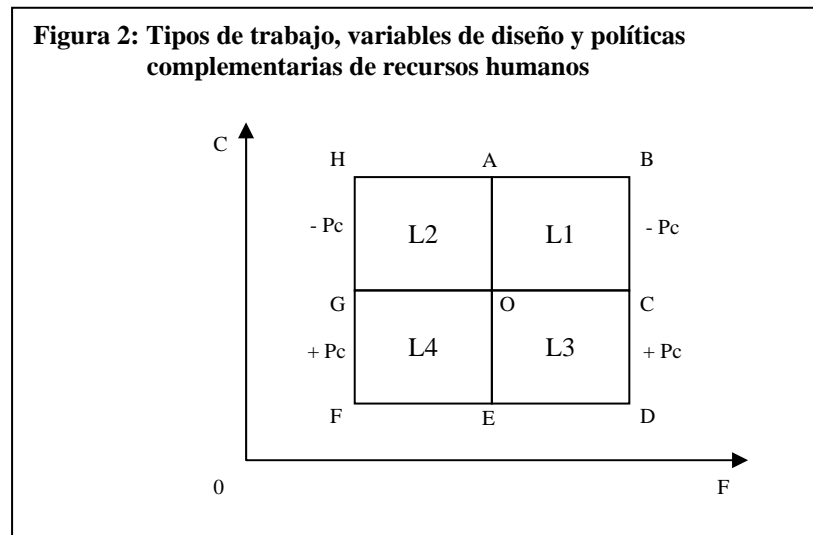 Figura 2: Tipos de trabajo, variables de diseño y políticas
complementarias de recursos humanos
C
H A B
- Pc L2 L1 - Pc
G O C
+ Pc L4 L3 + Pc
F E D
0 F